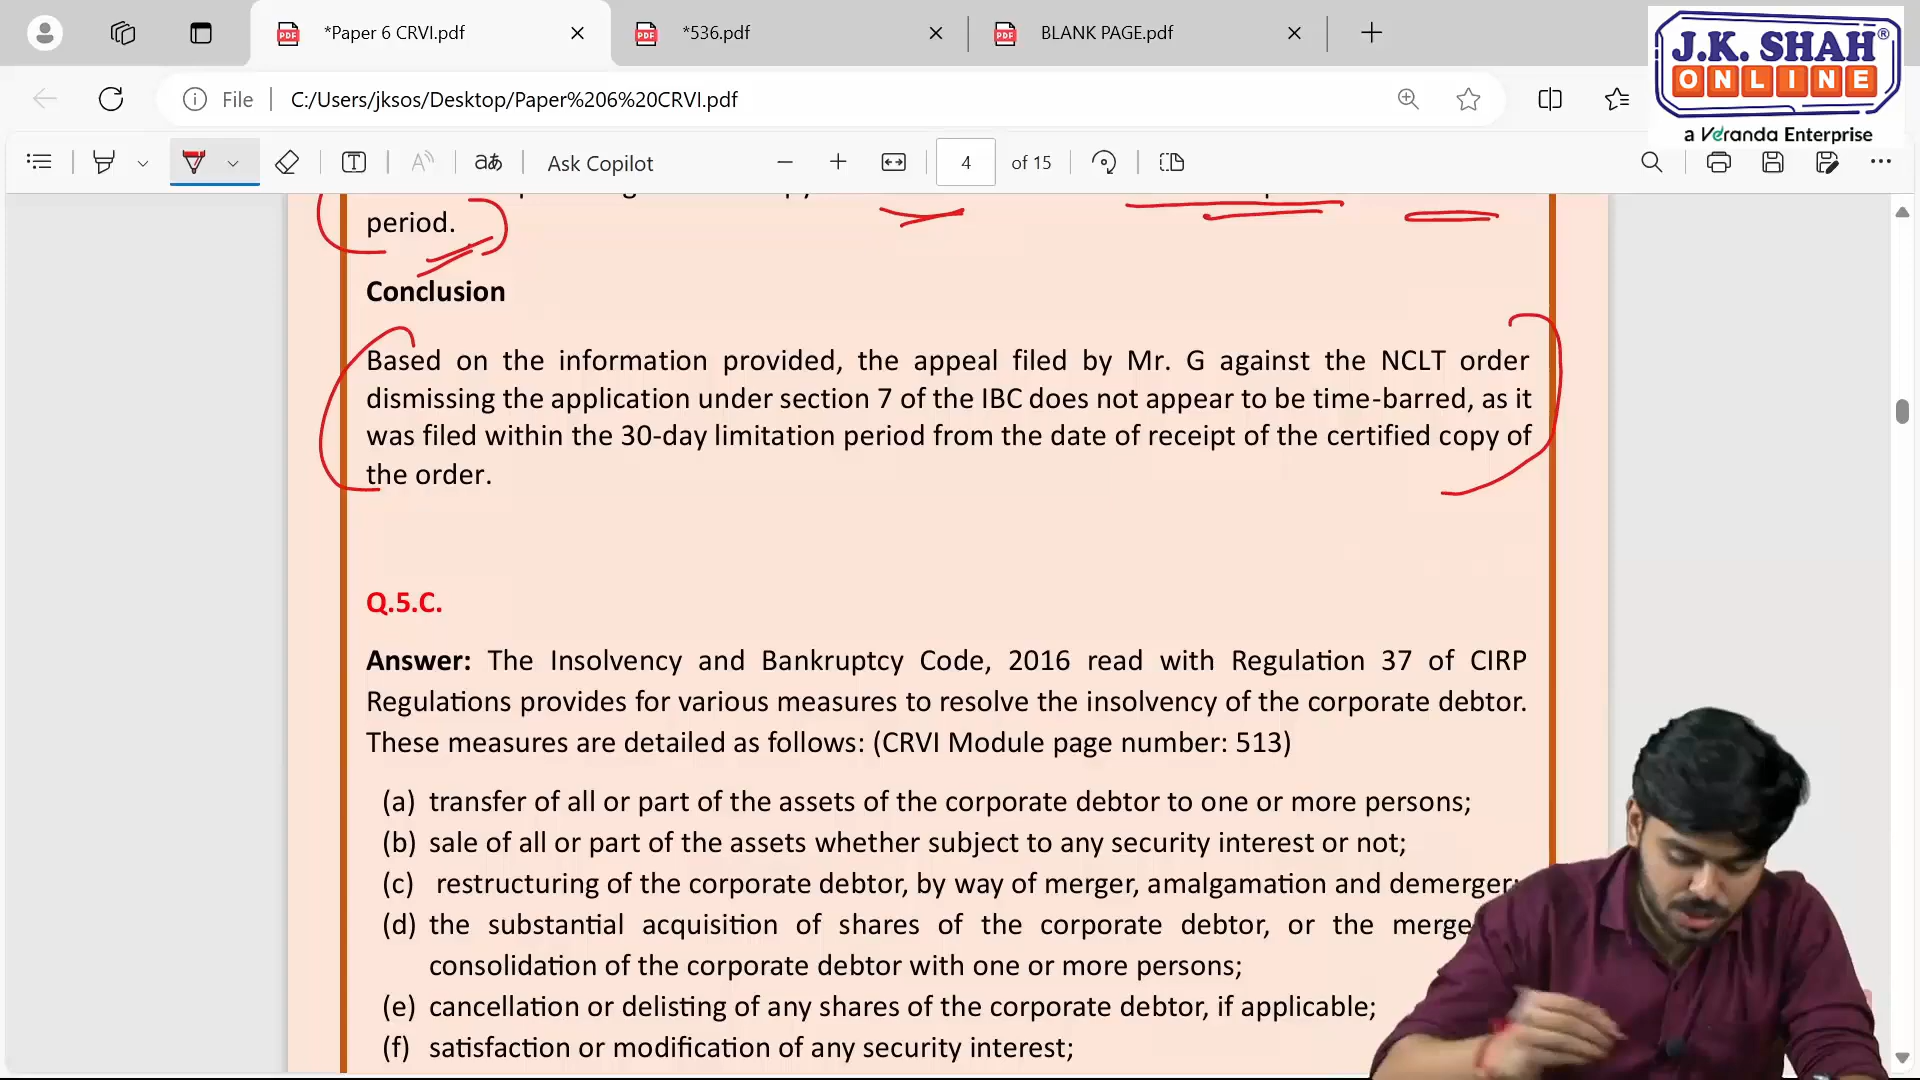 *Paper 6 CRVI.pdf
*536.pdf
BLANK PAGE.pdf
J.K. SHAH®
ONLINE
a Veranda Enterprise
File
C:/Users/jksos/Desktop/Paper%206%20CRVI.pdf
Ask Copilot
4 of 15
period.
Conclusion
Based on the information provided, the appeal filed by Mr. G against the NCLT order
dismissing the application under section 7 of the IBC does not appear to be time-barred, as it
was filed within the 30-day limitation period from the date of receipt of the certified copy of
the order.
Q.5.C.
Answer: The Insolvency and Bankruptcy Code, 2016 read with Regulation 37 of CIRP
Regulations provides for various measures to resolve the insolvency of the corporate debtor.
These measures are detailed as follows: (CRVI Module page number: 513)
(a) transfer of all or part of the assets of the corporate debtor to one or more persons;
(b) sale of all or part of the assets whether subject to any security interest or not;
(c) restructuring of the corporate debtor, by way of merger, amalgamation and demerger;
(d) the substantial acquisition of shares of the corporate debtor, or the
consolidation of the corporate debtor with one or more persons;
(e) cancellation or delisting of any shares of the corporate debtor, if applicable;
(f) satisfaction or modification of any security interest;